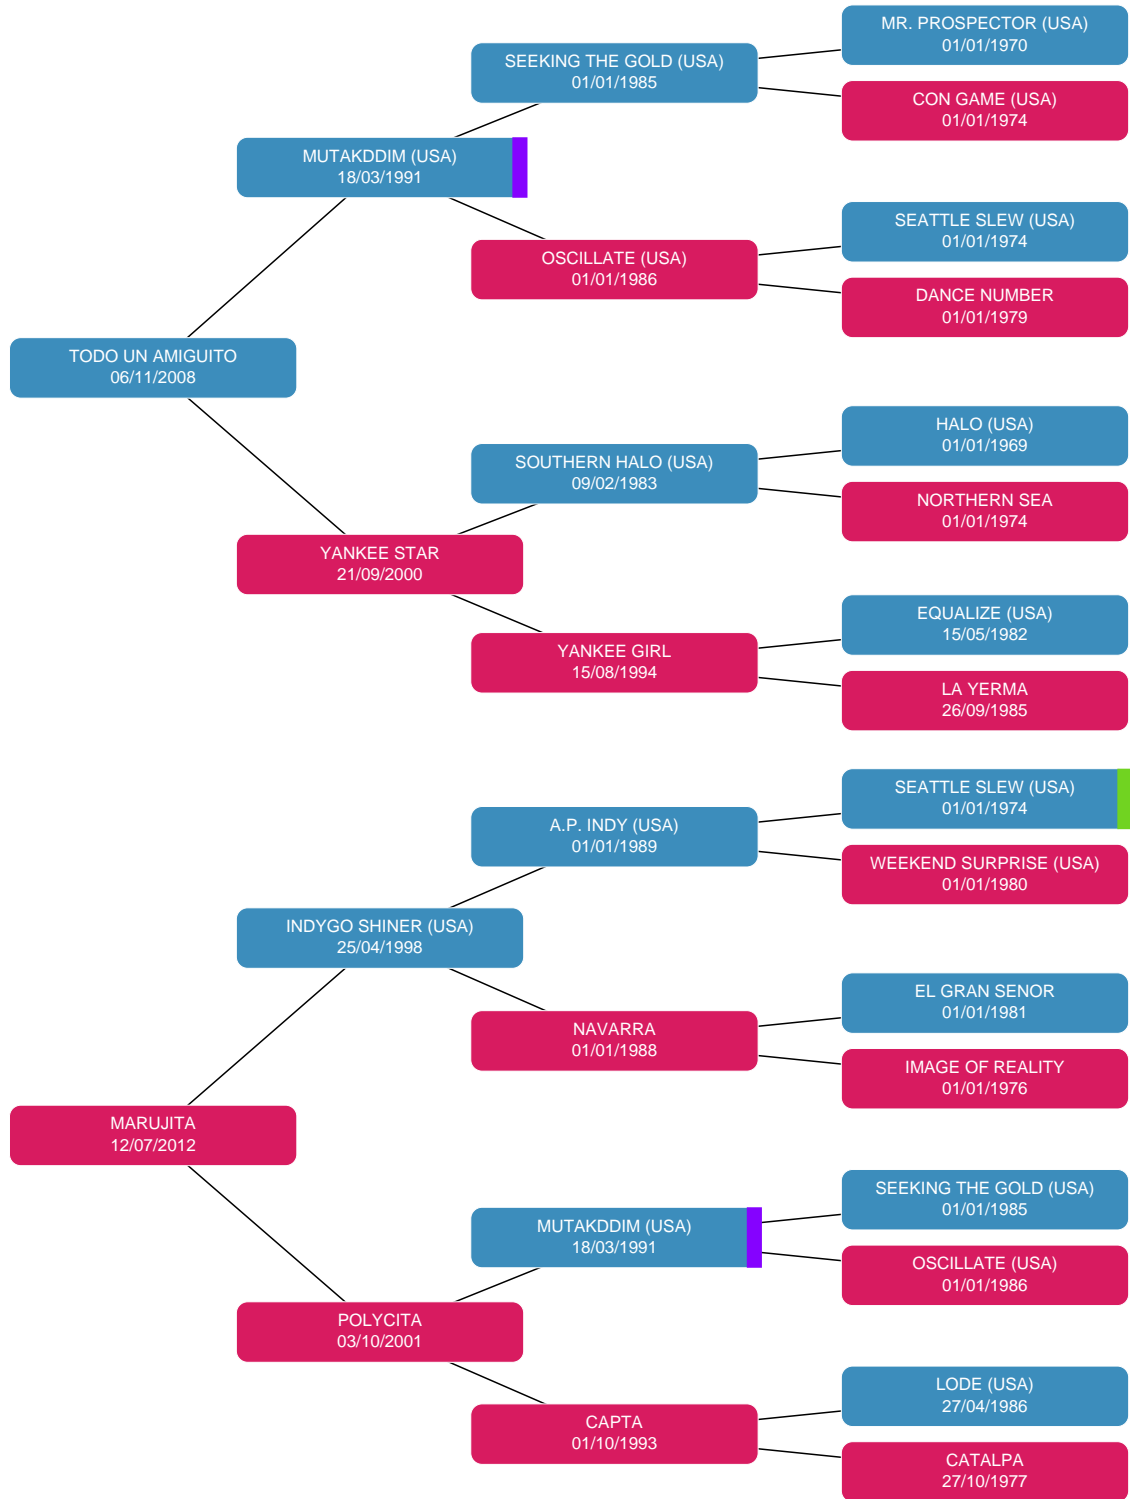 MR. PROSPECTOR (USA)
01/01/1970
SEEKING THE GOLD (USA)
01/01/1985
CON GAME (USA)
01/01/1974
MUTAKDDIM (USA)
18/03/1991
SEATTLE SLEW (USA)
01/01/1974
OSCILLATE (USA)
01/01/1986
DANCE NUMBER
01/01/1979
TODO UN AMIGUITO
06/11/2008
HALO (USA)
01/01/1969
SOUTHERN HALO (USA)
09/02/1983
NORTHERN SEA
01/01/1974
YANKEE STAR
21/09/2000
EQUALIZE (USA)
15/05/1982
YANKEE GIRL
15/08/1994
LA YERMA
26/09/1985
SEATTLE SLEW (USA)
01/01/1974
A.P. INDY (USA)
01/01/1989
WEEKEND SURPRISE (USA)
01/01/1980
INDYGO SHINER (USA)
25/04/1998
EL GRAN SENOR
01/01/1981
NAVARRA
01/01/1988
IMAGE OF REALITY
01/01/1976
MARUJITA
12/07/2012
SEEKING THE GOLD (USA)
01/01/1985
MUTAKDDIM (USA)
18/03/1991
OSCILLATE (USA)
01/01/1986
POLYCITA
03/10/2001
LODE (USA)
27/04/1986
CAPTA
01/10/1993
CATALPA
27/10/1977